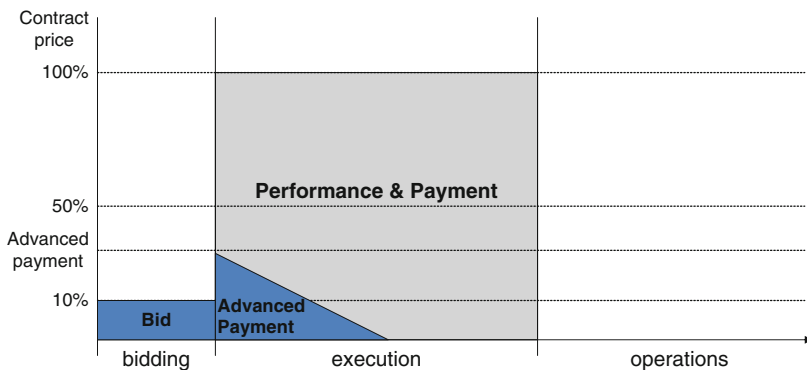 Contract
price
100%
Performance & Payment
50%
Advanced
payment
10%
Bid
Advanced
Payment
bidding
execution
operations